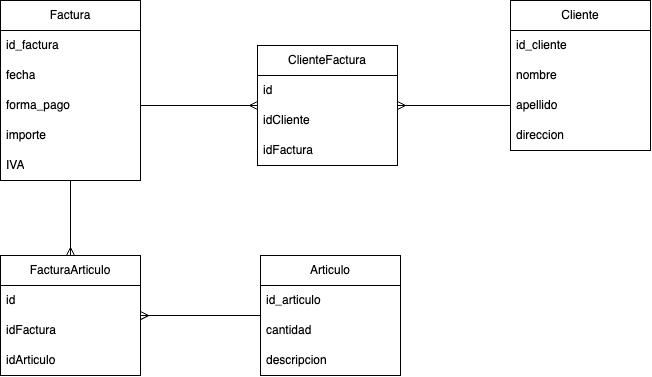 Factura
id_factura
fecha
forma_pago
importe
IVA
ClienteFactura
id
idCliente
idFactura
Cliente
id_cliente
nombre
apellido
direccion
FacturaArticulo
id
idFactura
idArticulo
Articulo
id_articulo
cantidad
descripcion